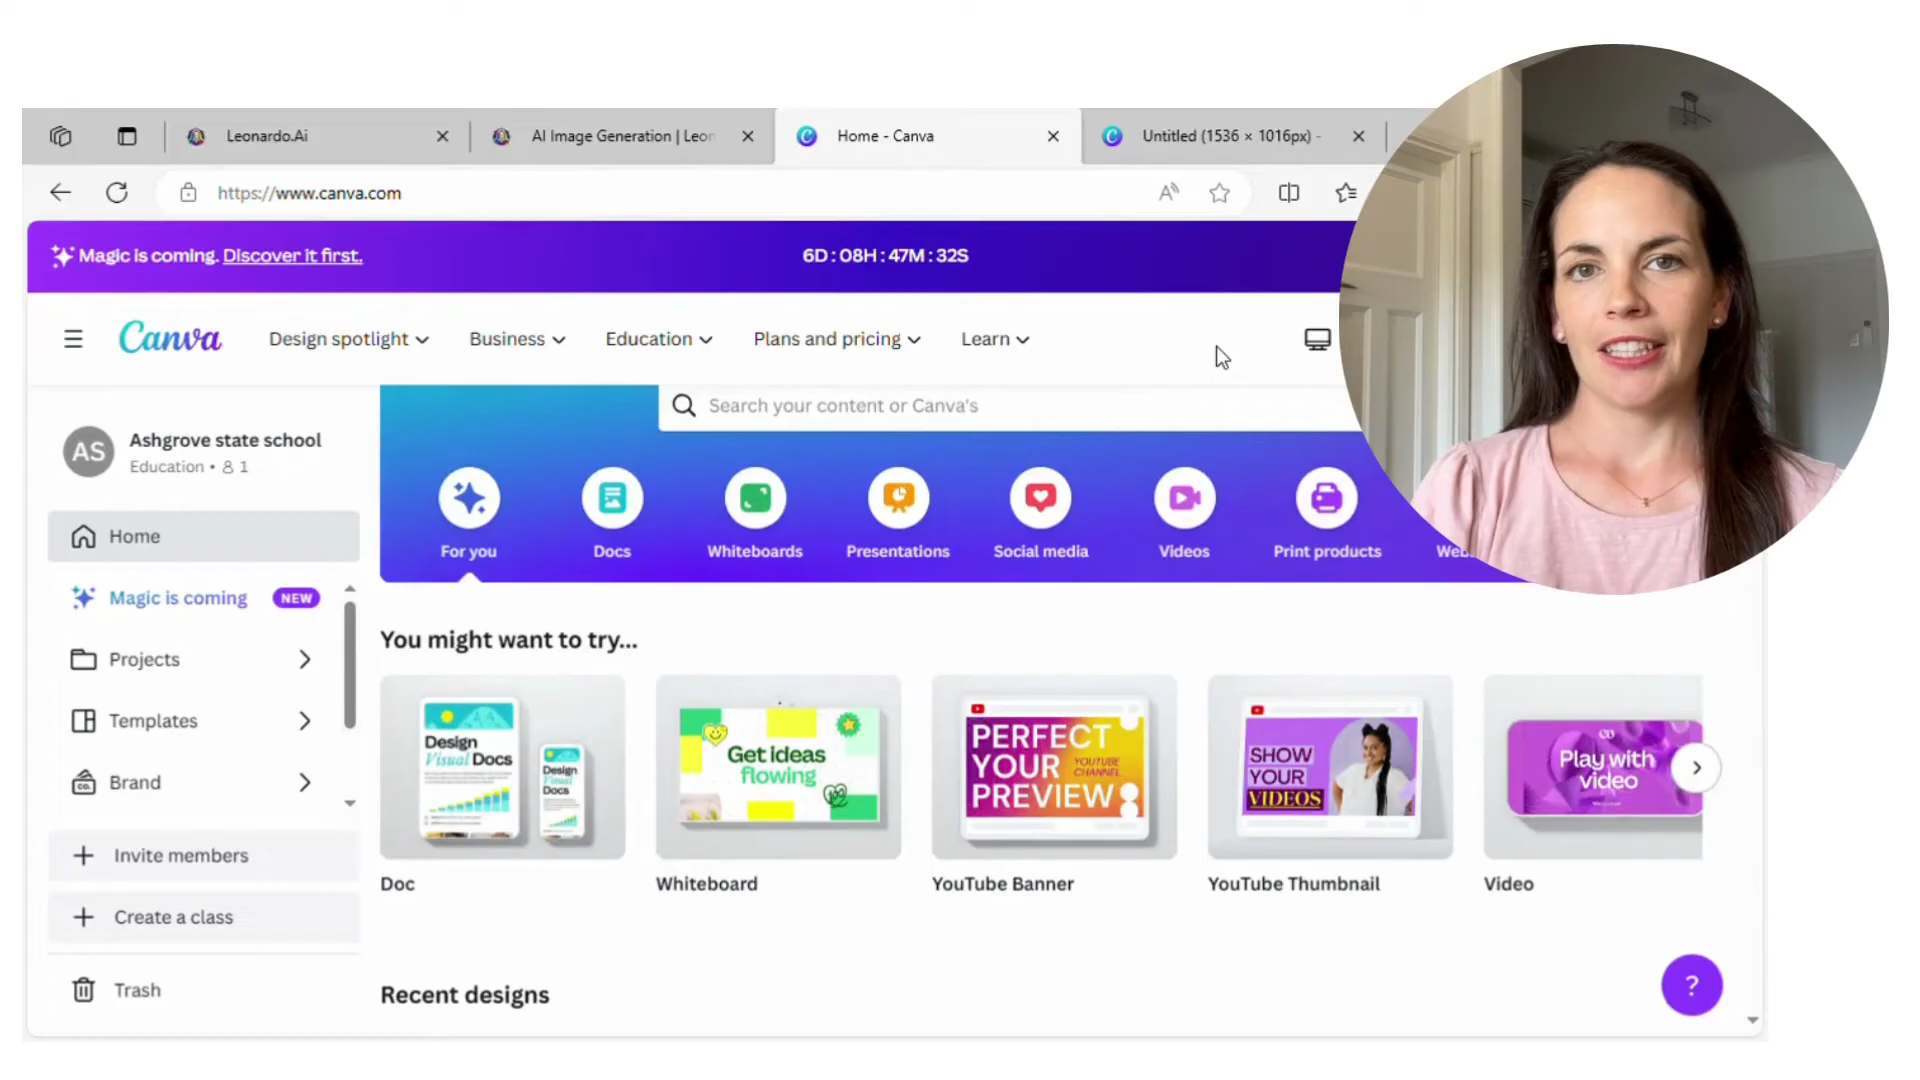 Leonardo.Ai
AI Image Generation | Leon
Home - Canva
Untitled (1536 × 1016px) -
https://www.canva.com
Magic is coming. Discover it first.
6D : 08H : 47M : 32S
Canva
Design spotlight
Business
Education
Plans and pricing
Learn
Search your content or Canva's
AS
Ashgrove state school
Education • 1
For you
Docs
Whiteboards
Presentations
Social media
Videos
Print products
Home
Magic is coming
NEW
Projects
Templates
Brand
Invite members
Create a class
Trash
You might want to try...
Design
Visual Docs
Design
Visual
Docs
Get ideas
flowing
PERFECT
YOUR
PREVIEW
YOUTUBE
CHANNEL
SHOW
YOUR
VIDEOS
Play with
video
Doc
Whiteboard
YouTube Banner
YouTube Thumbnail
Video
Recent designs
?